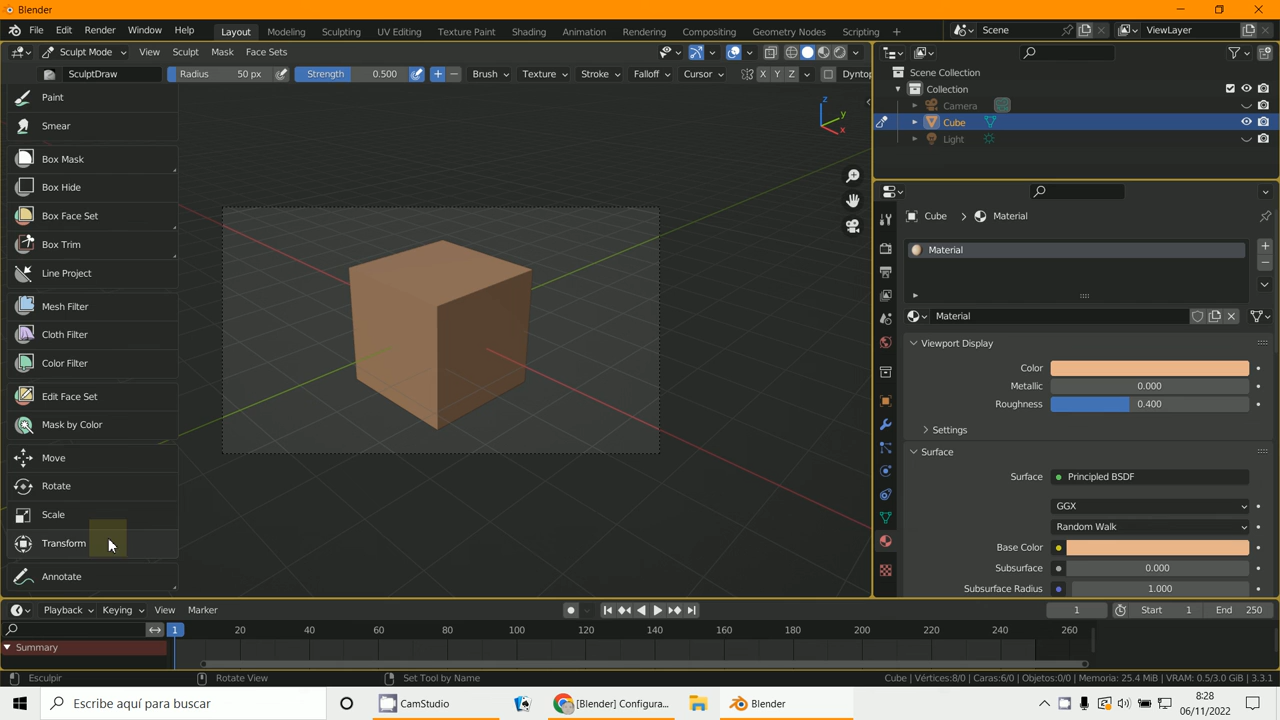 Blender
File Edit Render Window Help Layout Modeling Sculpting UV Editing Texture Paint Shading Animation Rendering Compositing Geometry Nodes Scripting + Scene ViewLayer
Sculpt Mode View Sculpt Mask Face Sets
SculptDraw Radius 50 px Strength 0.500 Brush Texture Stroke Falloff Cursor X Y Z Dyntop
Paint
Smear
Box Mask
Box Hide
Box Face Set
Box Trim
Line Project
Mesh Filter
Cloth Filter
Color Filter
Edit Face Set
Mask by Color
Move
Rotate
Scale
Transform
Annotate
z
y
x
Scene Collection
Collection
Camera
Cube
Light
Cube > Material
Material
Material
Viewport Display
Color
Metallic 0.000
Roughness 0.400
Settings
Surface
Surface Principled BSDF
GGX
Random Walk
Base Color
Subsurface 0.000
Subsurface Radius 1.000
Playback Keying View Marker 1 Start 1 End 250
1 20 40 60 80 100 120 140 160 180 200 220 240 260
Summary
Esculpir Rotate View Set Tool by Name Cube | Vértices:8/0 | Caras:6/0 | Objetos:0/0 | Memoria: 25.4 MiB | VRAM: 0.5/3.0 GiB | 3.3.1
Escribe aquí para buscar CamStudio [Blender] Configura... Blender 8:28
06/11/2022